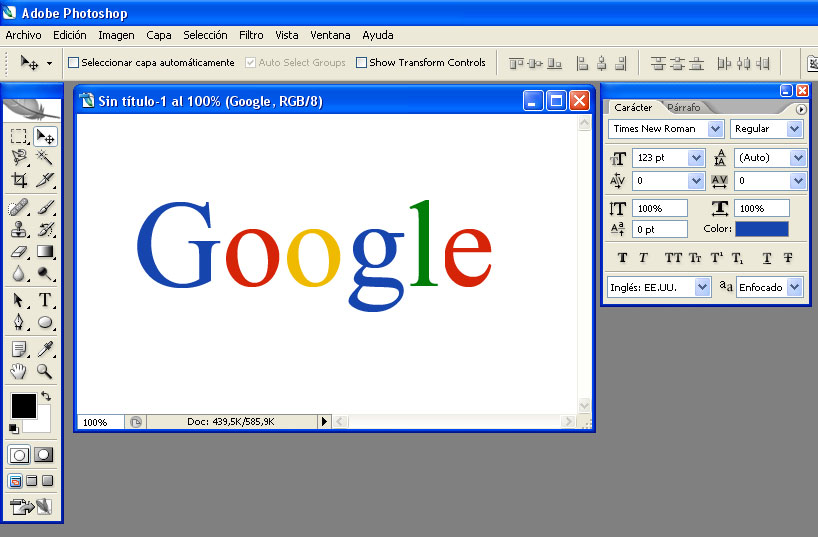 Adobe Photoshop
Archivo Edición Imagen Capa Selección Filtro Vista Ventana Ayuda
Seleccionar capa automáticamente Auto Select Groups Show Transform Controls
Sin título-1 al 100% (Google, RGB/8)
Google
100% Doc: 439,5K/585,9K
Carácter Párrafo
Times New Roman Regular
123 pt (Auto)
0 0
100% 100%
0 pt Color:
T T TT Tt T¹ T₁ T T
Inglés: EE.UU. aa Enfocado